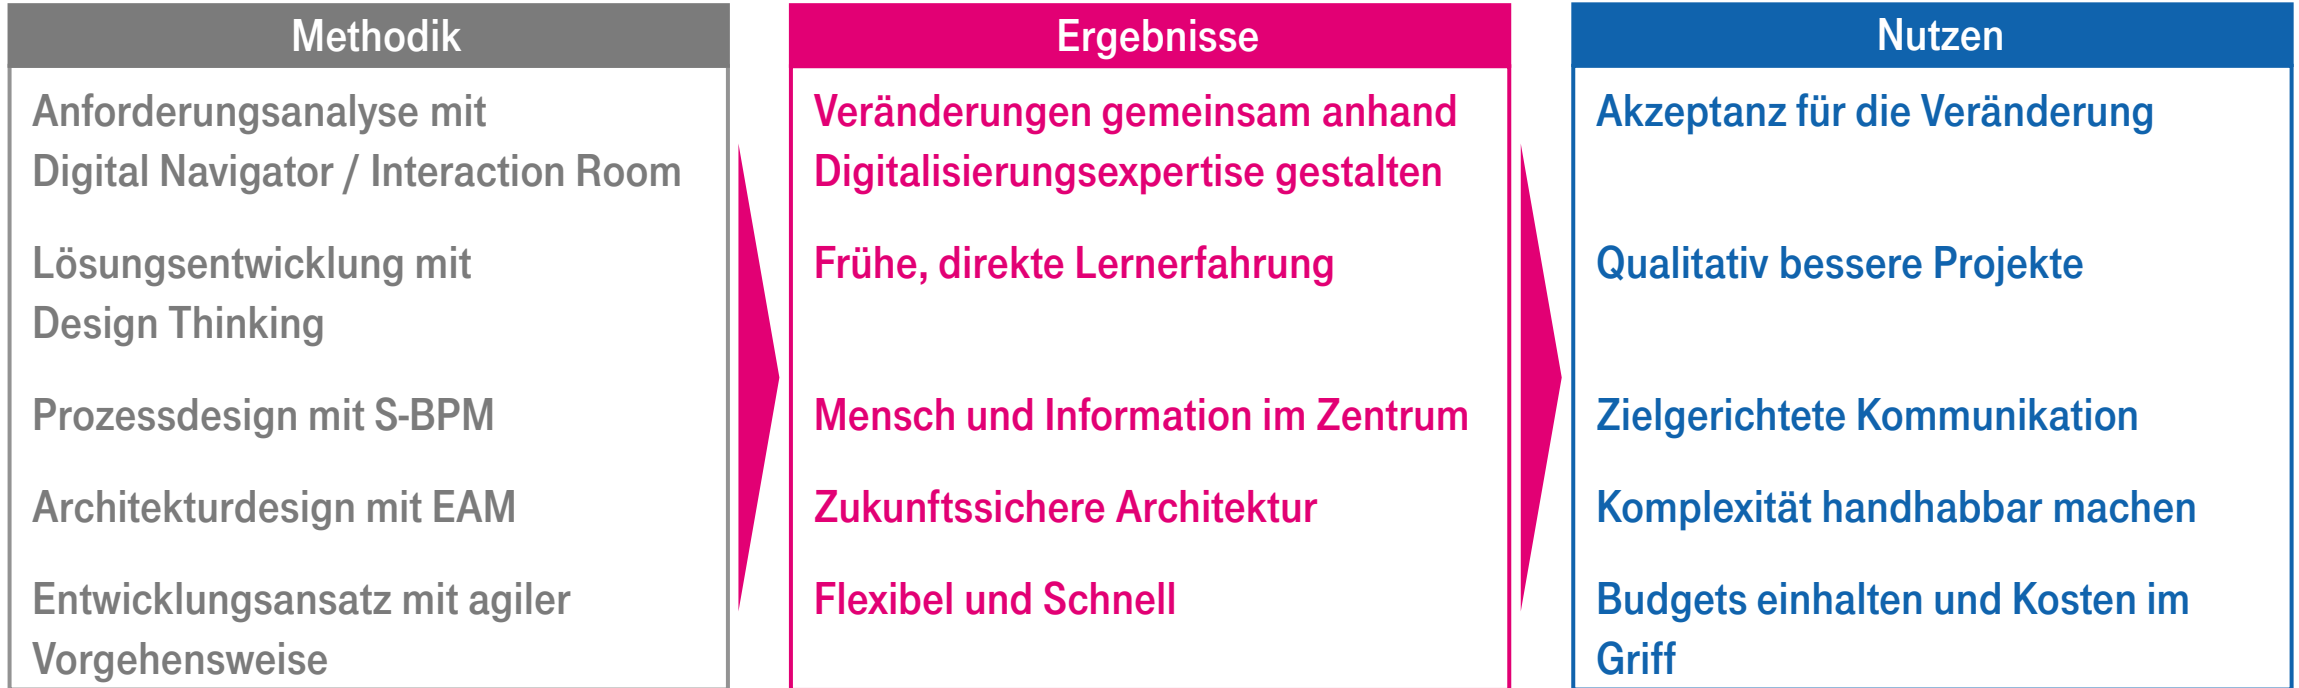 Methodik
Anforderungsanalyse mit
Digital Navigator / Interaction Room
Lösungsentwicklung mit
Design Thinking
Prozessdesign mit S-BPM
Architekturdesign mit EAM
Entwicklungsansatz mit agiler
Vorgehensweise
Ergebnisse
Veränderungen gemeinsam anhand
Digitalisierungsexpertise gestalten
Frühe, direkte Lernerfahrung
Mensch und Information im Zentrum
Zukunftssichere Architektur
Flexibel und Schnell
Nutzen
Akzeptanz für die Veränderung
Qualitativ bessere Projekte
Zielgerichtete Kommunikation
Komplexität handhabbar machen
Budgets einhalten und Kosten im
Griff